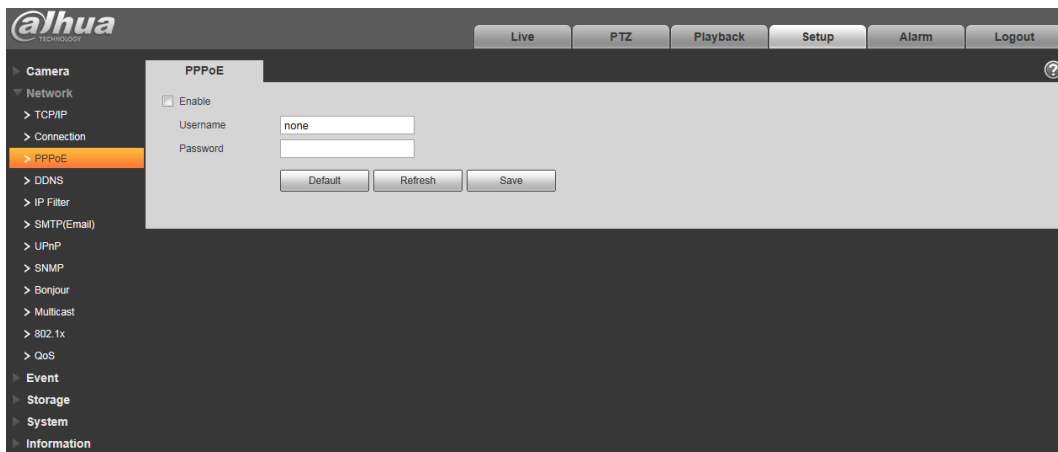 alhua
TECHNOLOGY
Live PTZ Playback Setup Alarm Logout
Camera
Network
> TCP/IP
> Connection
> PPPoE
> DDNS
> IP Filter
> SMTP(Email)
> UPnP
> SNMP
> Bonjour
> Multicast
> 802.1x
> QoS
Event
Storage
System
Information
PPPoE
?
Enable
Username none
Password
Default Refresh Save